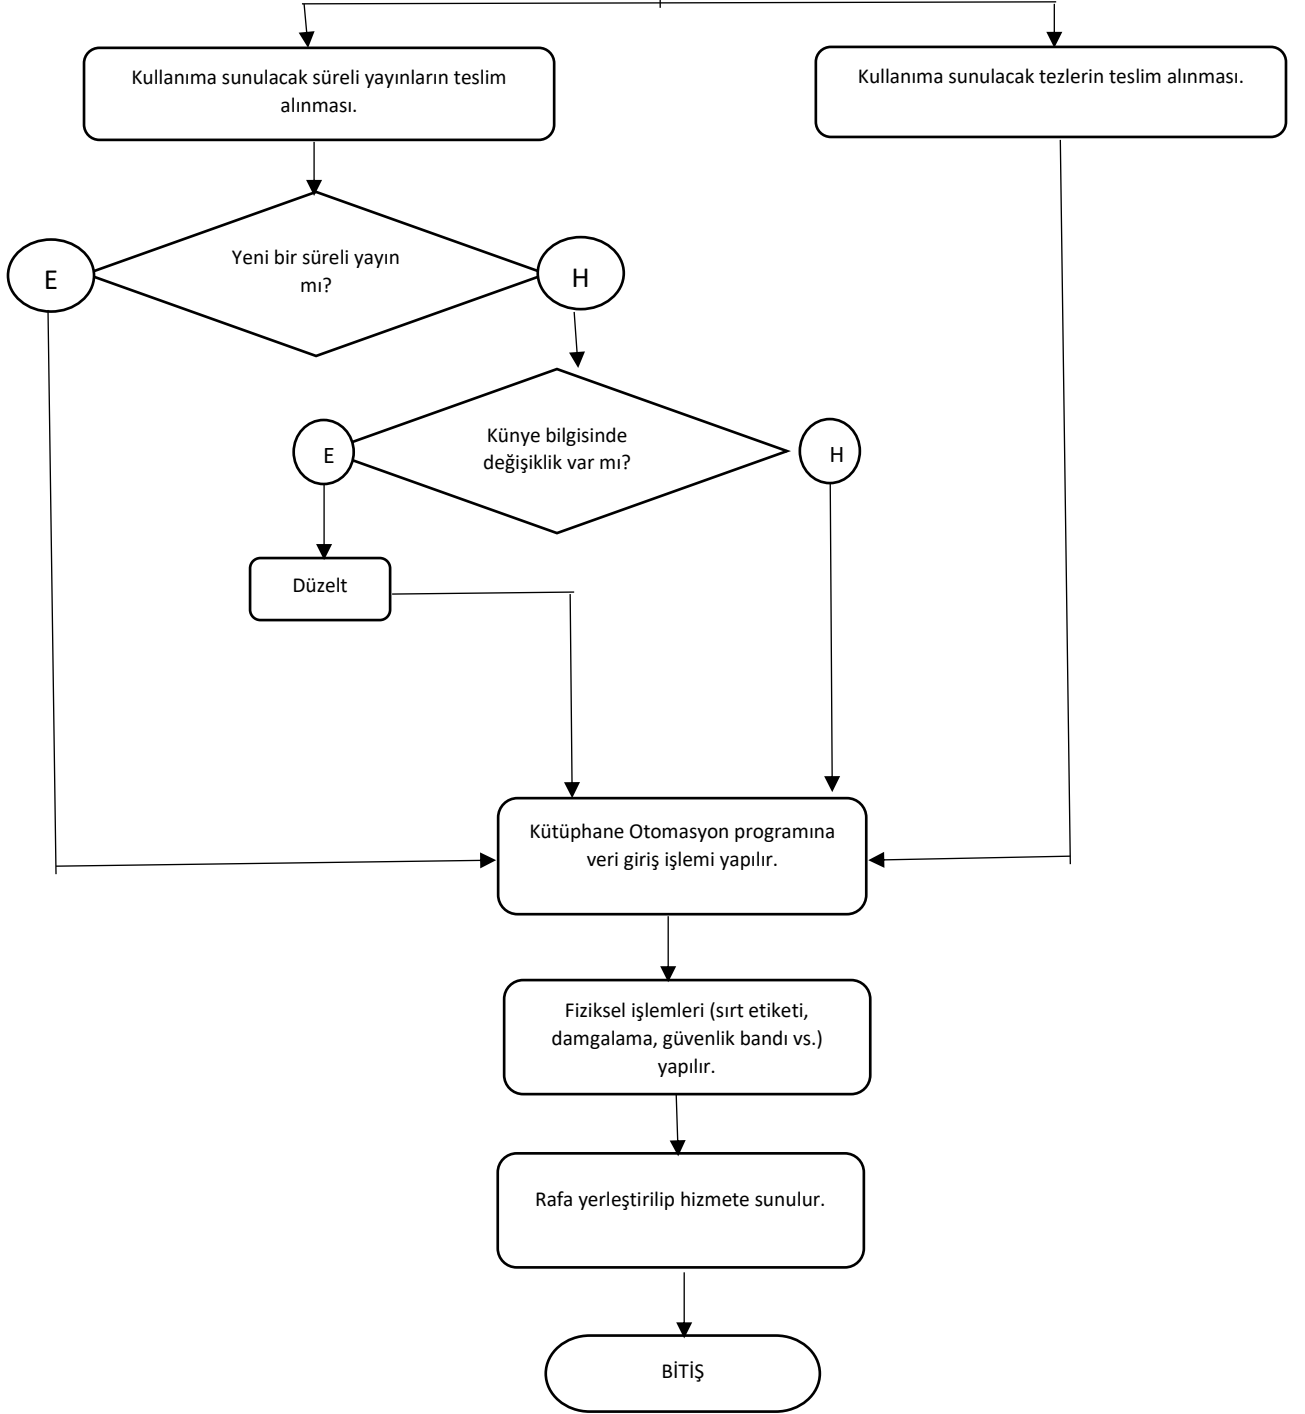 Kullanıma sunulacak süreli yayınların teslim
alınması.
Kullanıma sunulacak tezlerin teslim alınması.
Yeni bir süreli yayın
mı?
E
H
Künye bilgisinde
değişiklik var mı?
E
H
Düzelt
Kütüphane Otomasyon programına
veri giriş işlemi yapılır.
Fiziksel işlemleri (sırt etiketi,
damgalama, güvenlik bandı vs.)
yapılır.
Rafa yerleştirilip hizmete sunulur.
BİTİŞ